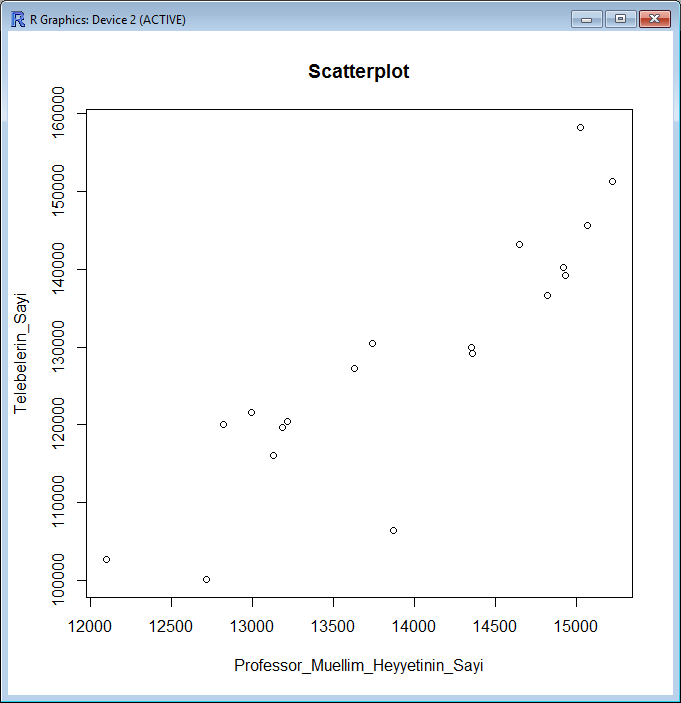 R Graphics: Device 2 (ACTIVE)
Scatterplot
Telebelerin_Sayi
160000
150000
140000
130000
120000
110000
100000
12000 12500 13000 13500 14000 14500 15000
Professor_Muellim_Heyyetinin_Sayi